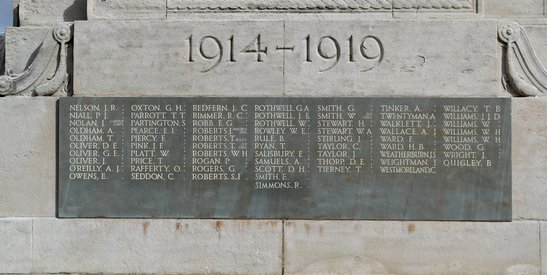 1914–1919
NELSON, J. R.
NIALL, P. J.
NOLAN, J.
OLDHAM, A.
OLDHAM, T.
OLIVER, D. E.
OLIVER, G. E.
OLIVER, J.
O'REILLY, A. J.
OWENS, E.
OXTON, G. H.
PARROTT, E. T.
PARTINGTON, S.
PEARCE, E. I.
PIERCY, F.
PINK, J. E.
PLATT, W.
PRICE, T.
RAFFERTY, O.
SEDDON, C.
REDFERN, J. C.
RIMMER, R. C.
ROBB, E. G.
ROBERTS, J.
ROBERTS, T.
ROBERTS, T.
ROBERTS, W. H.
ROGAN, P.
ROGERS, G.
ROBERTS, S. J.
ROTHWELL, G. A.
ROTHWELL, J. E.
ROTHWELL, W.
ROWLEY, W. E.
RULE, B.
RYAN, T.
SALISBURY, E.
SAMUELS, A.
SCOTT, D. H.
SMITH, E.
SIMMONS, R.
SMITH, G.
SMITH, W.
STEWART, H.
STEWART, W. A.
STIRLING, J.
TAYLOR, C.
TAYLOR, J.
THORP, D. E.
TIERNEY, T.
TINKER, A.
TWENTYMAN, A.
WALKLETT, J.
WALLACE, A. J.
WARD, F.
WARD, H. B.
WEATHERBURN, J. S.
WEIGHTMAN, J.
WESTMORELAND, C.
WILLACY, T. B.
WILLIAMS, J. J. D.
WILLIAMS, W.
WILLIAMS, W. H.
WILLIAMS, W. H.
WOOD, G.
WRIGHT, J.
QUIGLEY, B.